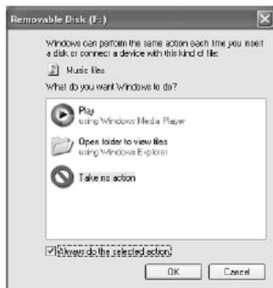 Removable Disk (F:)
Windows can perform the same action each time you insert
a disk or connect a device with this kind of file:
Music files
What do you want Windows to do?
Play
using Windows Media Player
Open folder to view files
using Windows Explorer
Take no action
Always do the selected action.
OK
Cancel